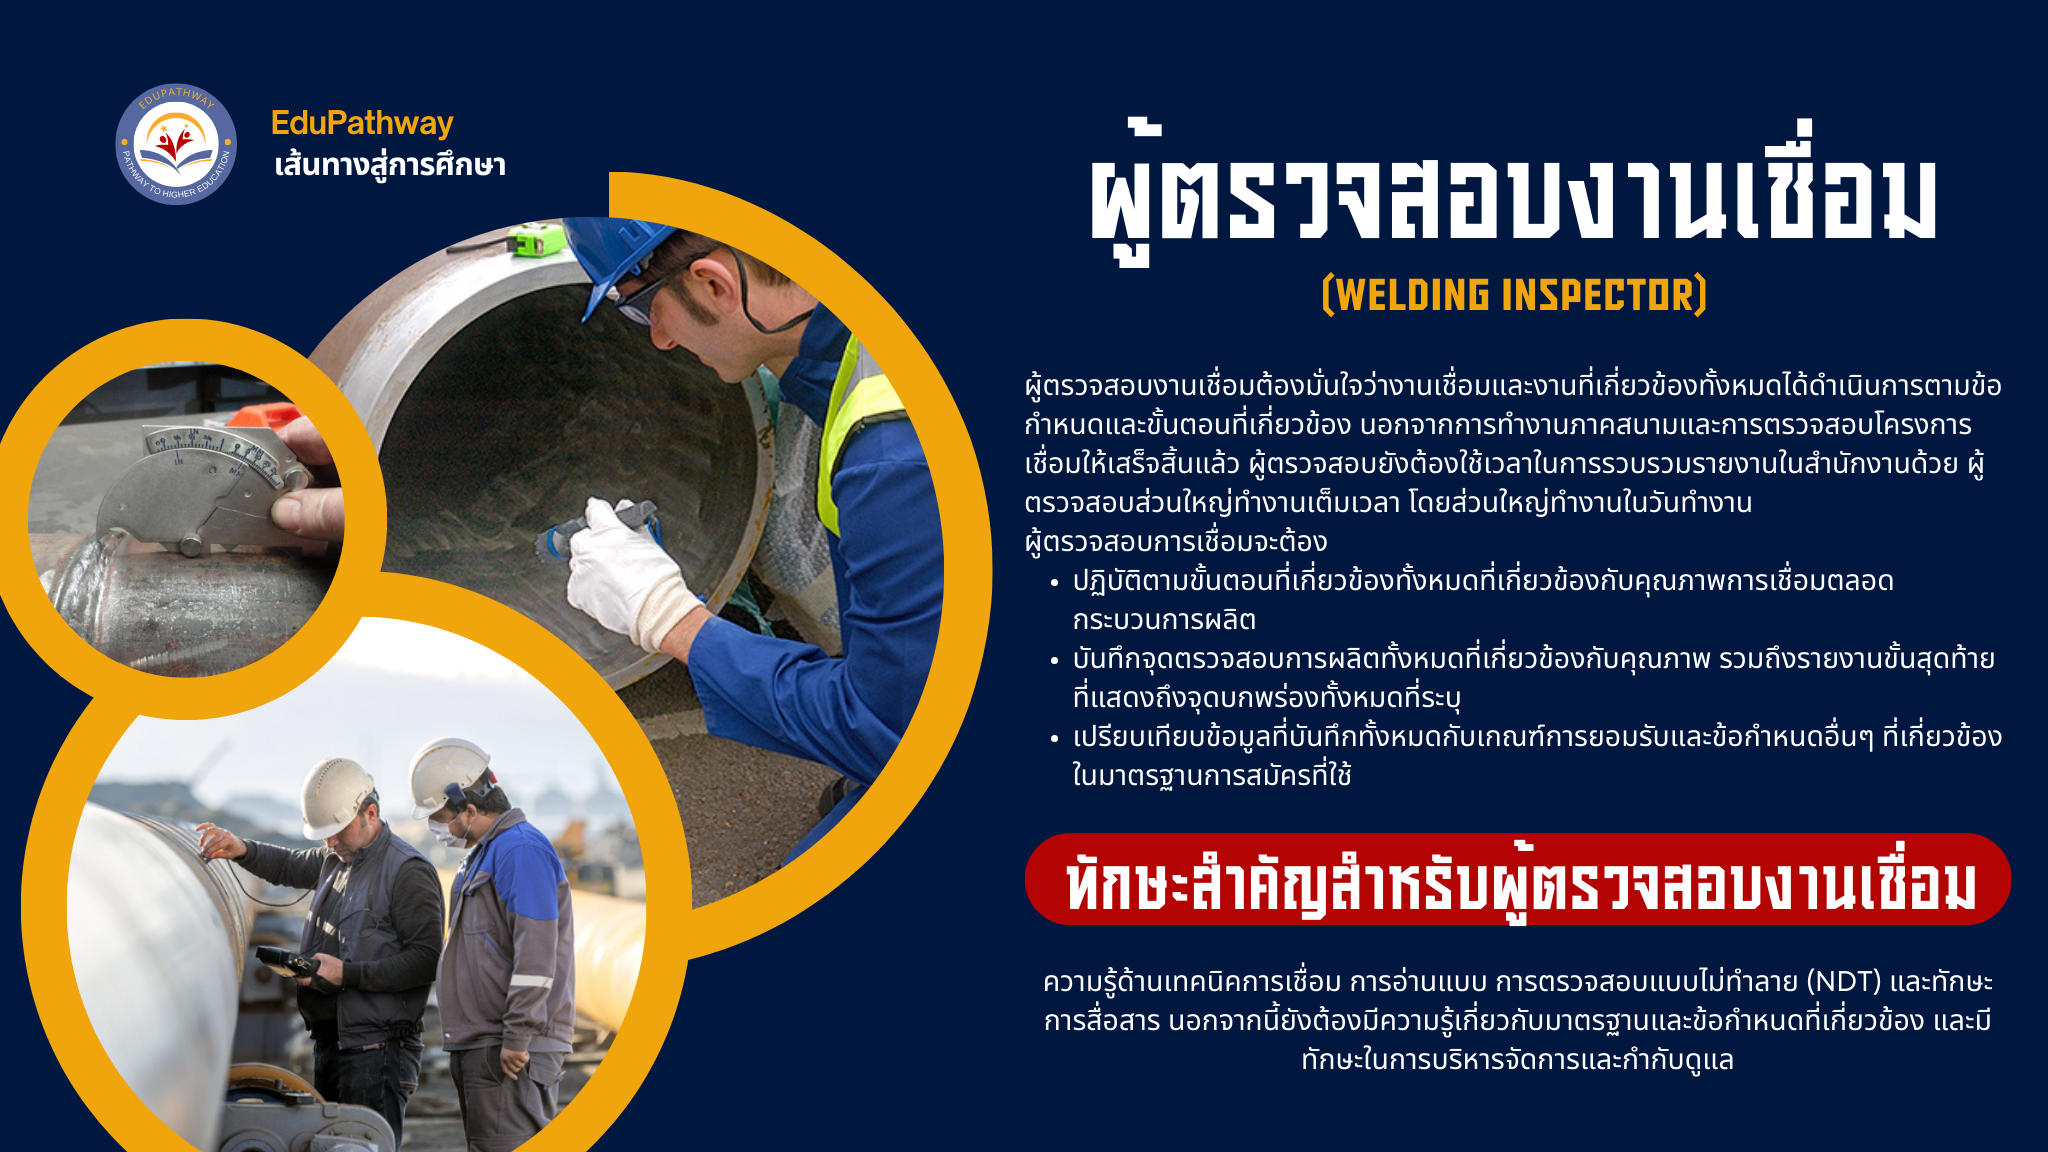 EDUPATHWAY
PATHWAY TO HIGHER EDUCATION
EduPathway
เส้นทางสู่การศึกษา
ผู้ตรวจสอบงานเชื่อม
(WELDING INSPECTOR)
ผู้ตรวจสอบงานเชื่อมต้องมั่นใจว่างานเชื่อมและงานที่เกี่ยวข้องทั้งหมดได้ดำเนินการตามข้อ
กำหนดและขั้นตอนที่เกี่ยวข้อง นอกจากการทำงานภาคสนามและการตรวจสอบโครงการ
เชื่อมให้เสร็จสิ้นแล้ว ผู้ตรวจสอบยังต้องใช้เวลาในการรวบรวมรายงานในสำนักงานด้วย ผู้
ตรวจสอบส่วนใหญ่ทำงานเต็มเวลา โดยส่วนใหญ่ทำงานในวันทำงาน
ผู้ตรวจสอบการเชื่อมจะต้อง
• ปฏิบัติตามขั้นตอนที่เกี่ยวข้องทั้งหมดที่เกี่ยวข้องกับคุณภาพการเชื่อมตลอด
กระบวนการผลิต
• บันทึกจุดตรวจสอบการผลิตทั้งหมดที่เกี่ยวข้องกับคุณภาพ รวมถึงรายงานขั้นสุดท้าย
ที่แสดงถึงจุดบกพร่องทั้งหมดที่ระบุ
• เปรียบเทียบข้อมูลที่บันทึกทั้งหมดกับเกณฑ์การยอมรับและข้อกำหนดอื่นๆ ที่เกี่ยวข้อง
ในมาตรฐานการสมัครที่ใช้
ทักษะสำคัญสำหรับผู้ตรวจสอบงานเชื่อม
ความรู้ด้านเทคนิคการเชื่อม การอ่านแบบ การตรวจสอบแบบไม่ทำลาย (NDT) และทักษะ
การสื่อสาร นอกจากนี้ยังต้องมีความรู้เกี่ยวกับมาตรฐานและข้อกำหนดที่เกี่ยวข้อง และมี
ทักษะในการบริหารจัดการและกำกับดูแล